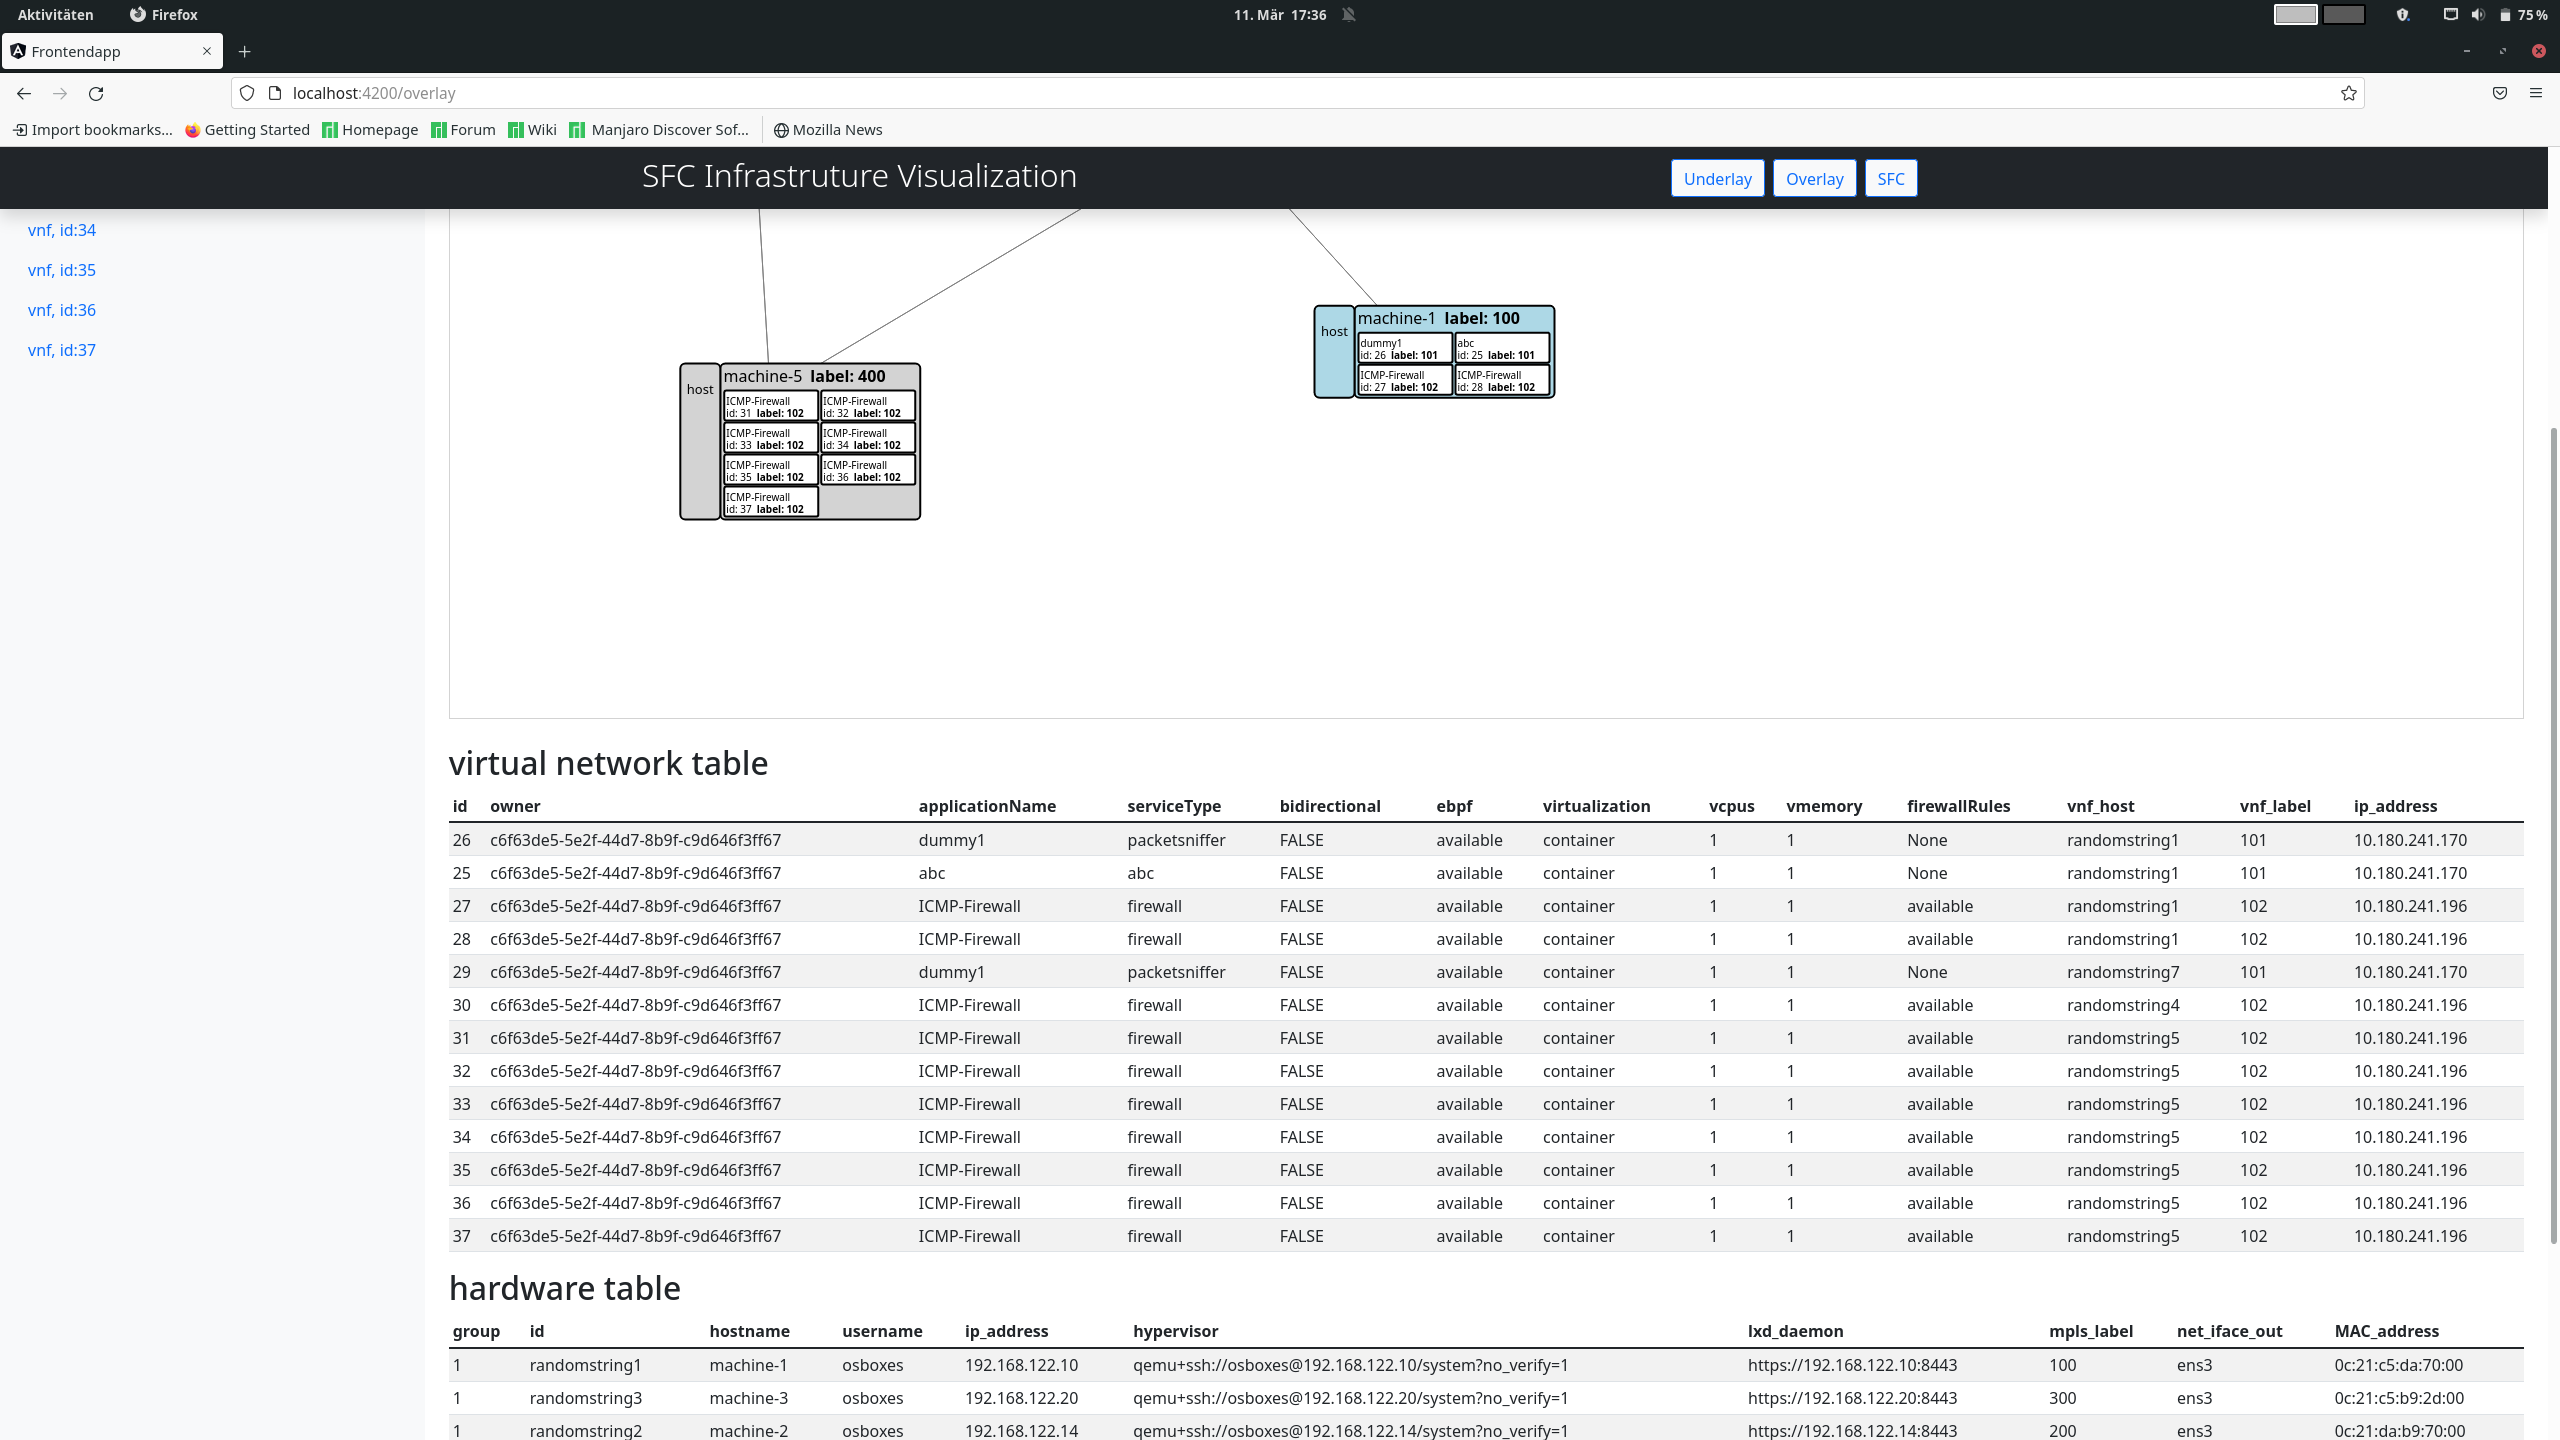 Aktivitäten Firefox 11. Mär 17:36 75 %
Frontendapp
localhost:4200/overlay
Import bookmarks... Getting Started Homepage Forum Wiki Manjaro Discover Sof... Mozilla News
SFC Infrastruture Visualization Underlay Overlay SFC
vnf, id:34
vnf, id:35
vnf, id:36
vnf, id:37
host machine-1 label: 100
dummy1 abc
id: 26 label: 101 id: 25 label: 101
ICMP-Firewall ICMP-Firewall
id: 27 label: 102 id: 28 label: 102
host machine-5 label: 400
ICMP-Firewall ICMP-Firewall
id: 31 label: 102 id: 32 label: 102
ICMP-Firewall ICMP-Firewall
id: 33 label: 102 id: 34 label: 102
ICMP-Firewall ICMP-Firewall
id: 35 label: 102 id: 36 label: 102
ICMP-Firewall
id: 37 label: 102
virtual network table
id owner applicationName serviceType bidirectional ebpf virtualization vcpus vmemory firewallRules vnf_host vnf_label ip_address
26 c6f63de5-5e2f-44d7-8b9f-c9d646f3ff67 dummy1 packetsniffer FALSE available container 1 1 None randomstring1 101 10.180.241.170
25 c6f63de5-5e2f-44d7-8b9f-c9d646f3ff67 abc abc FALSE available container 1 1 None randomstring1 101 10.180.241.170
27 c6f63de5-5e2f-44d7-8b9f-c9d646f3ff67 ICMP-Firewall firewall FALSE available container 1 1 available randomstring1 102 10.180.241.196
28 c6f63de5-5e2f-44d7-8b9f-c9d646f3ff67 ICMP-Firewall firewall FALSE available container 1 1 available randomstring1 102 10.180.241.196
29 c6f63de5-5e2f-44d7-8b9f-c9d646f3ff67 dummy1 packetsniffer FALSE available container 1 1 None randomstring7 101 10.180.241.170
30 c6f63de5-5e2f-44d7-8b9f-c9d646f3ff67 ICMP-Firewall firewall FALSE available container 1 1 available randomstring4 102 10.180.241.196
31 c6f63de5-5e2f-44d7-8b9f-c9d646f3ff67 ICMP-Firewall firewall FALSE available container 1 1 available randomstring5 102 10.180.241.196
32 c6f63de5-5e2f-44d7-8b9f-c9d646f3ff67 ICMP-Firewall firewall FALSE available container 1 1 available randomstring5 102 10.180.241.196
33 c6f63de5-5e2f-44d7-8b9f-c9d646f3ff67 ICMP-Firewall firewall FALSE available container 1 1 available randomstring5 102 10.180.241.196
34 c6f63de5-5e2f-44d7-8b9f-c9d646f3ff67 ICMP-Firewall firewall FALSE available container 1 1 available randomstring5 102 10.180.241.196
35 c6f63de5-5e2f-44d7-8b9f-c9d646f3ff67 ICMP-Firewall firewall FALSE available container 1 1 available randomstring5 102 10.180.241.196
36 c6f63de5-5e2f-44d7-8b9f-c9d646f3ff67 ICMP-Firewall firewall FALSE available container 1 1 available randomstring5 102 10.180.241.196
37 c6f63de5-5e2f-44d7-8b9f-c9d646f3ff67 ICMP-Firewall firewall FALSE available container 1 1 available randomstring5 102 10.180.241.196
hardware table
group id hostname username ip_address hypervisor lxd_daemon mpls_label net_iface_out MAC_address
1 randomstring1 machine-1 osboxes 192.168.122.10 qemu+ssh://osboxes@192.168.122.10/system?no_verify=1 https://192.168.122.10:8443 100 ens3 0c:21:c5:da:70:00
1 randomstring3 machine-3 osboxes 192.168.122.20 qemu+ssh://osboxes@192.168.122.20/system?no_verify=1 https://192.168.122.20:8443 300 ens3 0c:21:c5:b9:2d:00
1 randomstring2 machine-2 osboxes 192.168.122.14 qemu+ssh://osboxes@192.168.122.14/system?no_verify=1 https://192.168.122.14:8443 200 ens3 0c:21:da:b9:70:00